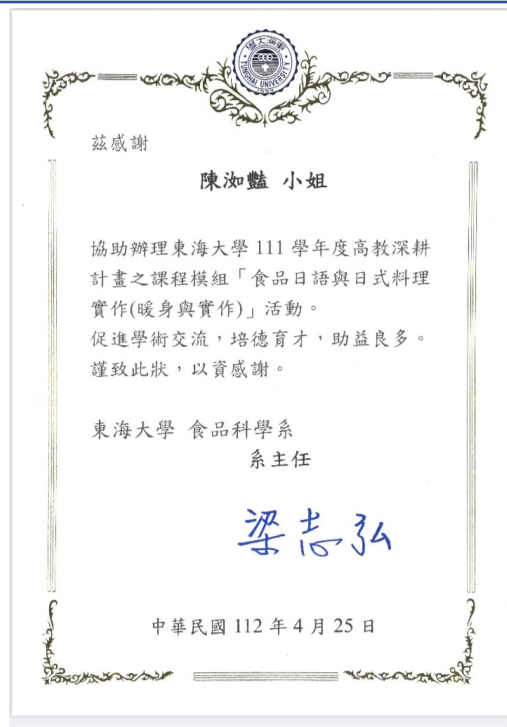 東海大學
TUNGHAI UNIVERSITY
1955
茲感謝
陳洳豔 小姐
協助辦理東海大學 111 學年度高教深耕
計畫之課程模組「食品日語與日式料理
實作(暖身與實作)」活動。
促進學術交流，培德育才，助益良多。
謹致此狀，以資感謝。
東海大學 食品科學系
系主任
梁志弘
中華民國 112 年 4 月 25 日